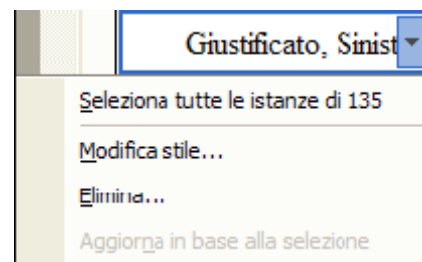 Giustificato, Sinist
Seleziona tutte le istanze di 135
Modifica stile...
Elimina...
Aggiorna in base alla selezione